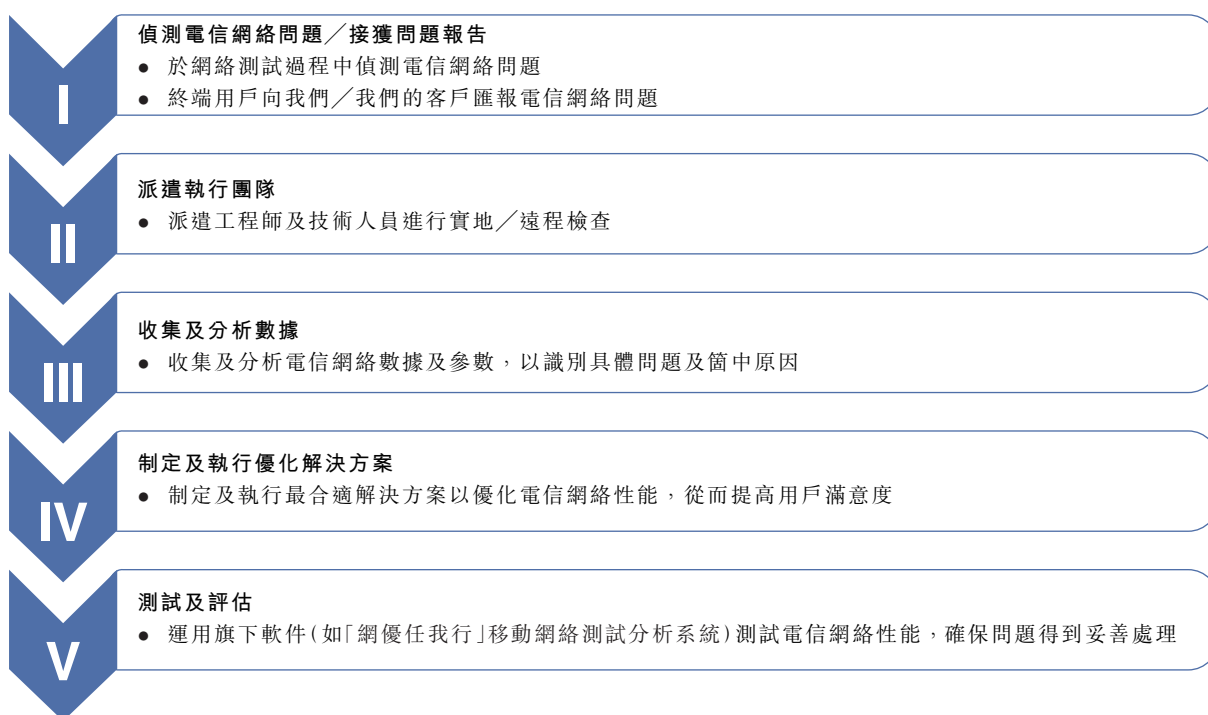 I
偵測電信網絡問題／接獲問題報告
● 於網絡測試過程中偵測電信網絡問題
● 終端用戶向我們／我們的客戶匯報電信網絡問題
II
派遣執行團隊
● 派遣工程師及技術人員進行實地／遠程檢查
III
收集及分析數據
● 收集及分析電信網絡數據及參數，以識別具體問題及箇中原因
IV
制定及執行優化解決方案
● 制定及執行最合適解決方案以優化電信網絡性能，從而提高用戶滿意度
V
測試及評估
● 運用旗下軟件(如「網優任我行」移動網絡測試分析系統)測試電信網絡性能，確保問題得到妥善處理